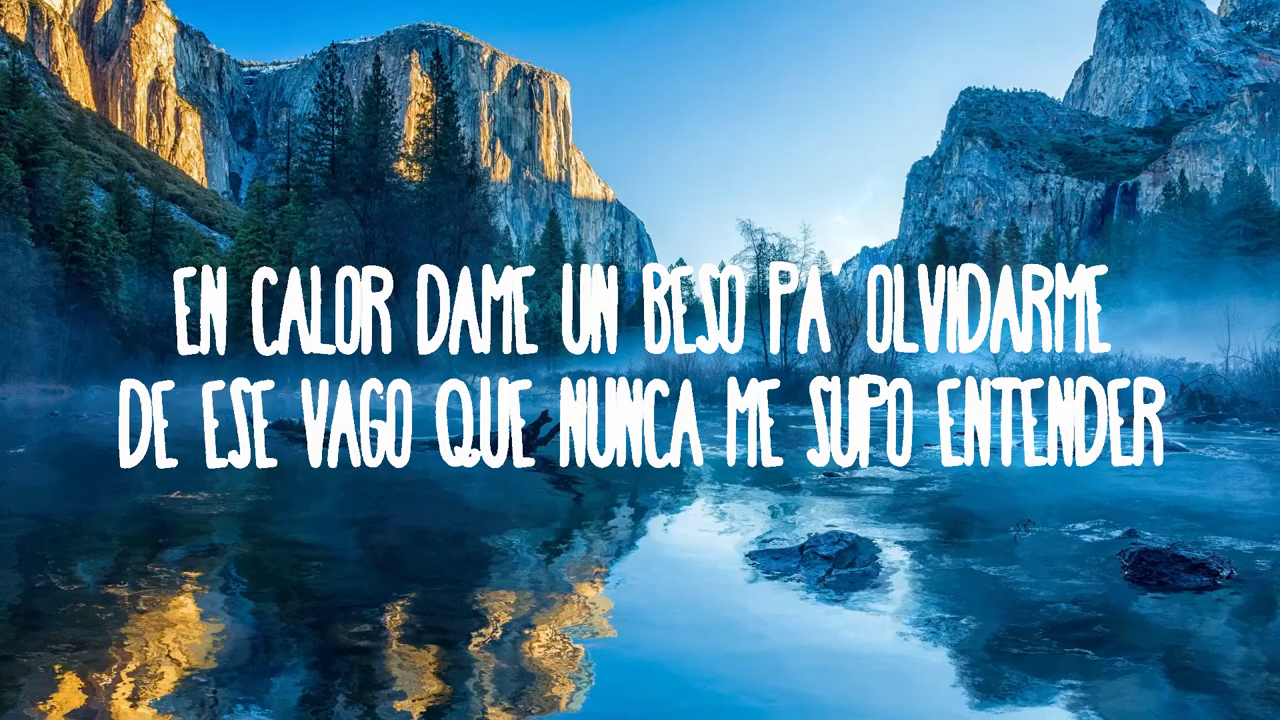 EN CALOR DAME UN BESO PA' OLVIDARME
DE ESE VAGO QUE NUNCA ME SUPO ENTENDER